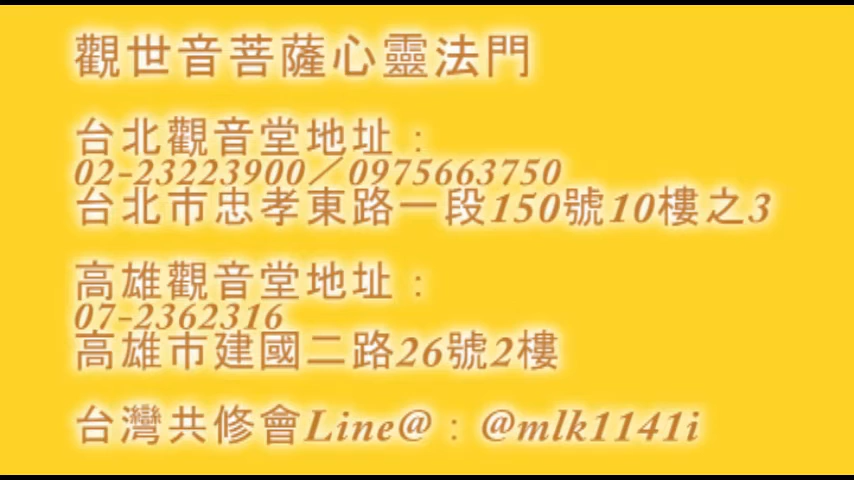 觀世音菩薩心靈法門
台北觀音堂地址：
02-23223900／0975663750
台北市忠孝東路一段150號10樓之3
高雄觀音堂地址：
07-2362316
高雄市建國二路26號2樓
台灣共修會Line@：@mlk1141i